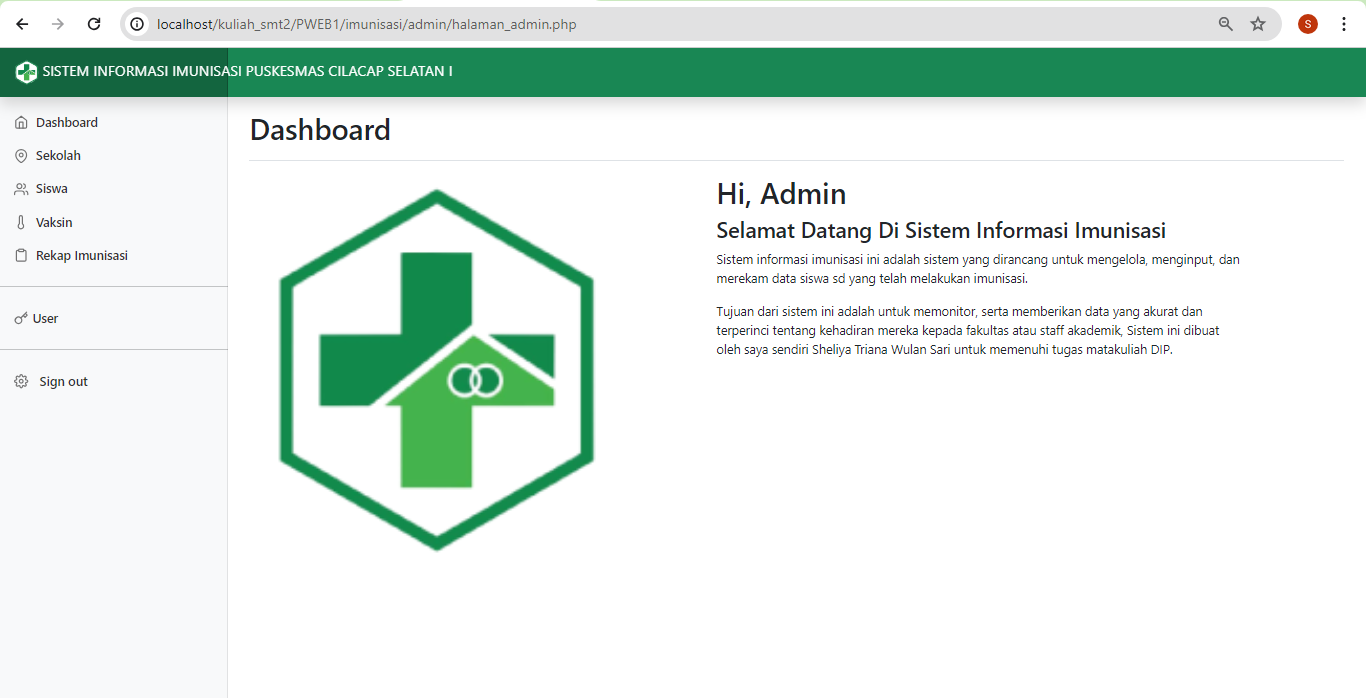 localhost/kuliah_smt2/PWEB1/imunisasi/admin/halaman_admin.php
S
SISTEM INFORMASI IMUNISASI PUSKESMAS CILACAP SELATAN I
Dashboard
Sekolah
Siswa
Vaksin
Rekap Imunisasi
User
Sign out
Dashboard
Hi, Admin
Selamat Datang Di Sistem Informasi Imunisasi
Sistem informasi imunisasi ini adalah sistem yang dirancang untuk mengelola, menginput, dan
merekam data siswa sd yang telah melakukan imunisasi.
Tujuan dari sistem ini adalah untuk memonitor, serta memberikan data yang akurat dan
terperinci tentang kehadiran mereka kepada fakultas atau staff akademik, Sistem ini dibuat
oleh saya sendiri Sheliya Triana Wulan Sari untuk memenuhi tugas matakuliah DIP.